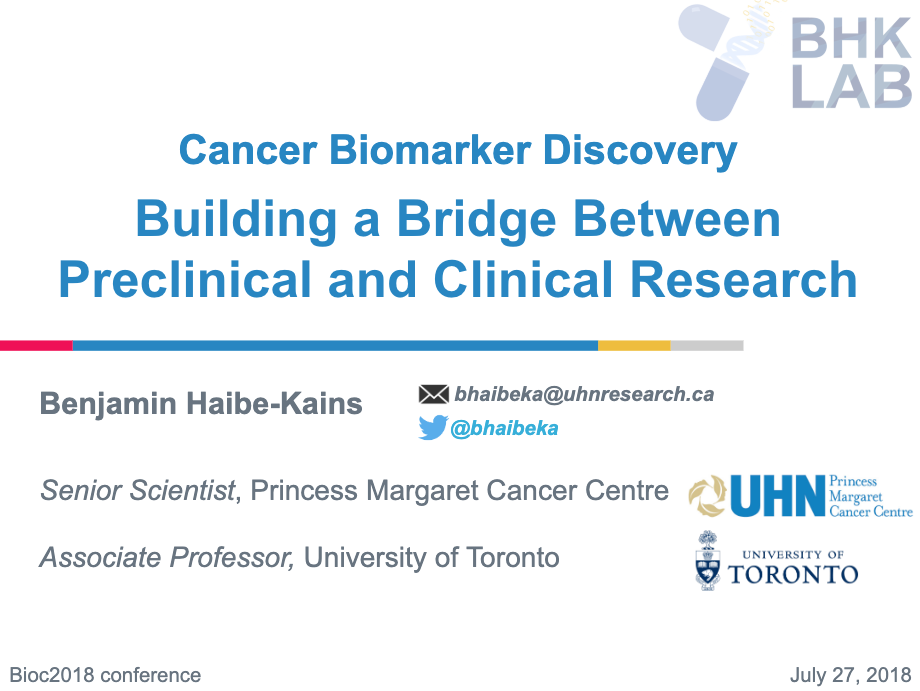 BHK
LAB
Cancer Biomarker Discovery
Building a Bridge Between
Preclinical and Clinical Research
Benjamin Haibe-Kains
bhaibeka@uhnresearch.ca
@bhaibeka
Senior Scientist, Princess Margaret Cancer Centre
UHN
Princess
Margaret
Cancer Centre
Associate Professor, University of Toronto
UNIVERSITY OF
TORONTO
Bioc2018 conference
July 27, 2018